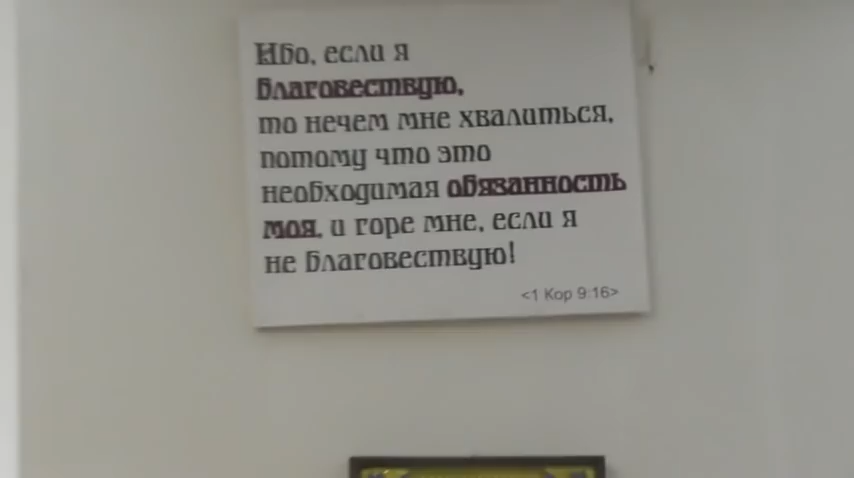 Ибо, если я
благовествую,
то нечем мне хвалиться,
потому что это
необходимая обязанность
моя, и горе мне, если я
не благовествую!
<1 Кор 9:16>